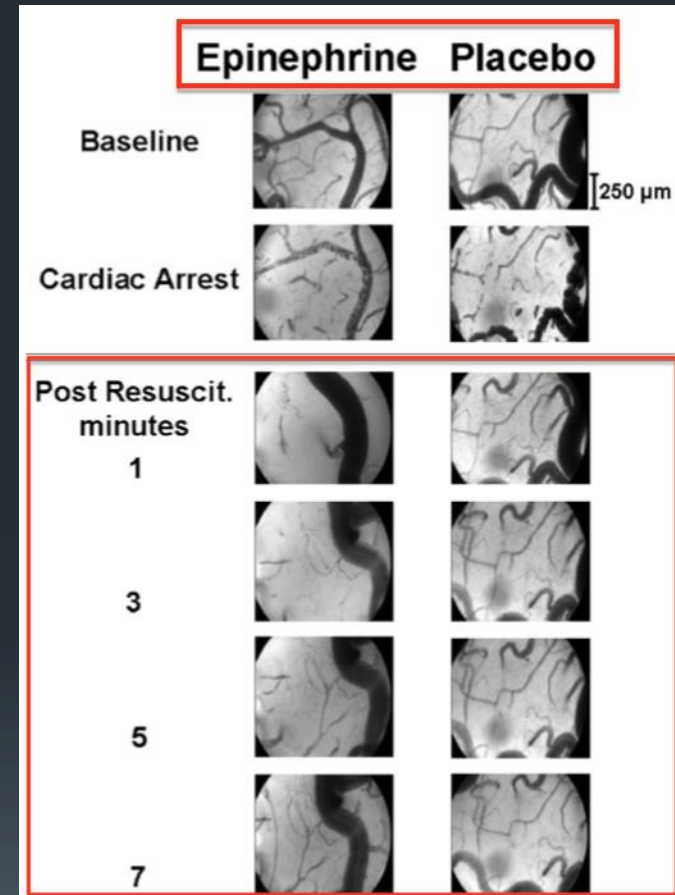 Epinephrine Placebo
Baseline
250 µm
Cardiac Arrest
Post Resuscit.
minutes
1
3
5
7